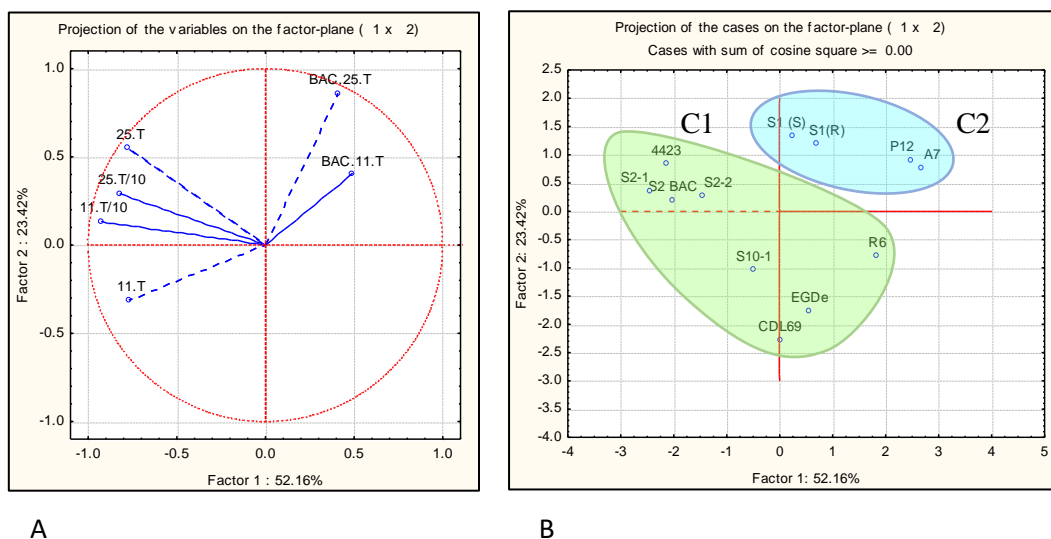 Projection of the variables on the factor-plane ( 1 x 2)
1.0
0.5
0.0
-0.5
-1.0
Factor 2 : 23.42%
BAC.25.T
25.T
BAC.11.T
25.T/10
11.T/10
11.T
-1.0 -0.5 0.0 0.5 1.0
Factor 1 : 52.16%
A
Projection of the cases on the factor-plane ( 1 x 2)
Cases with sum of cosine square >= 0.00
2.5
2.0
1.5
1.0
0.5
0.0
-0.5
-1.0
-1.5
-2.0
-2.5
-3.0
-3.5
-4.0
Factor 2: 23.42%
C1
C2
S1 (S)
S1(R)
4423
P12
A7
S2-1
S2 BAC
S2-2
S10-1
R6
EGDe
CDL69
-4 -3 -2 -1 0 1 2 3 4 5
Factor 1: 52.16%
B